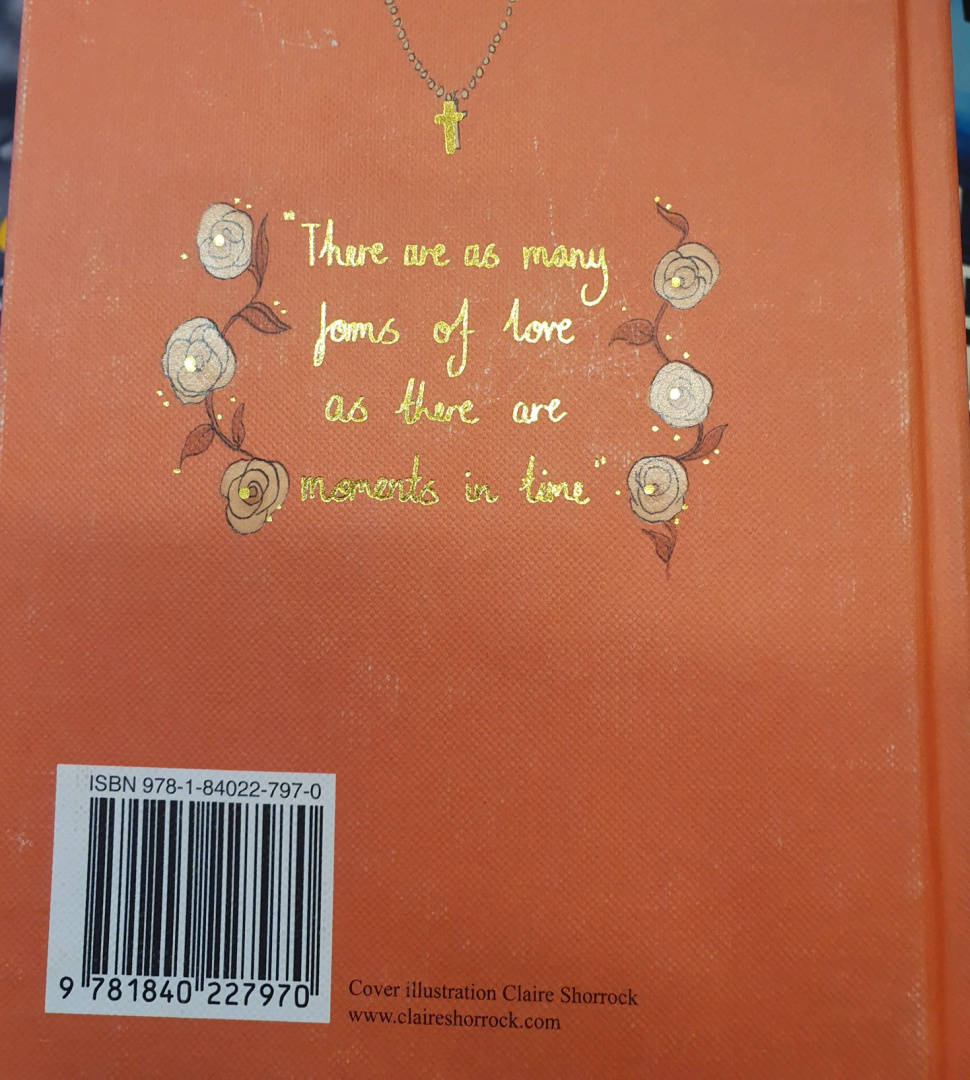 "There are as many
forms of love
as there are
moments in time"
ISBN 978-1-84022-797-0
9 781840 227970
Cover illustration Claire Shorrock
www.claireshorrock.com